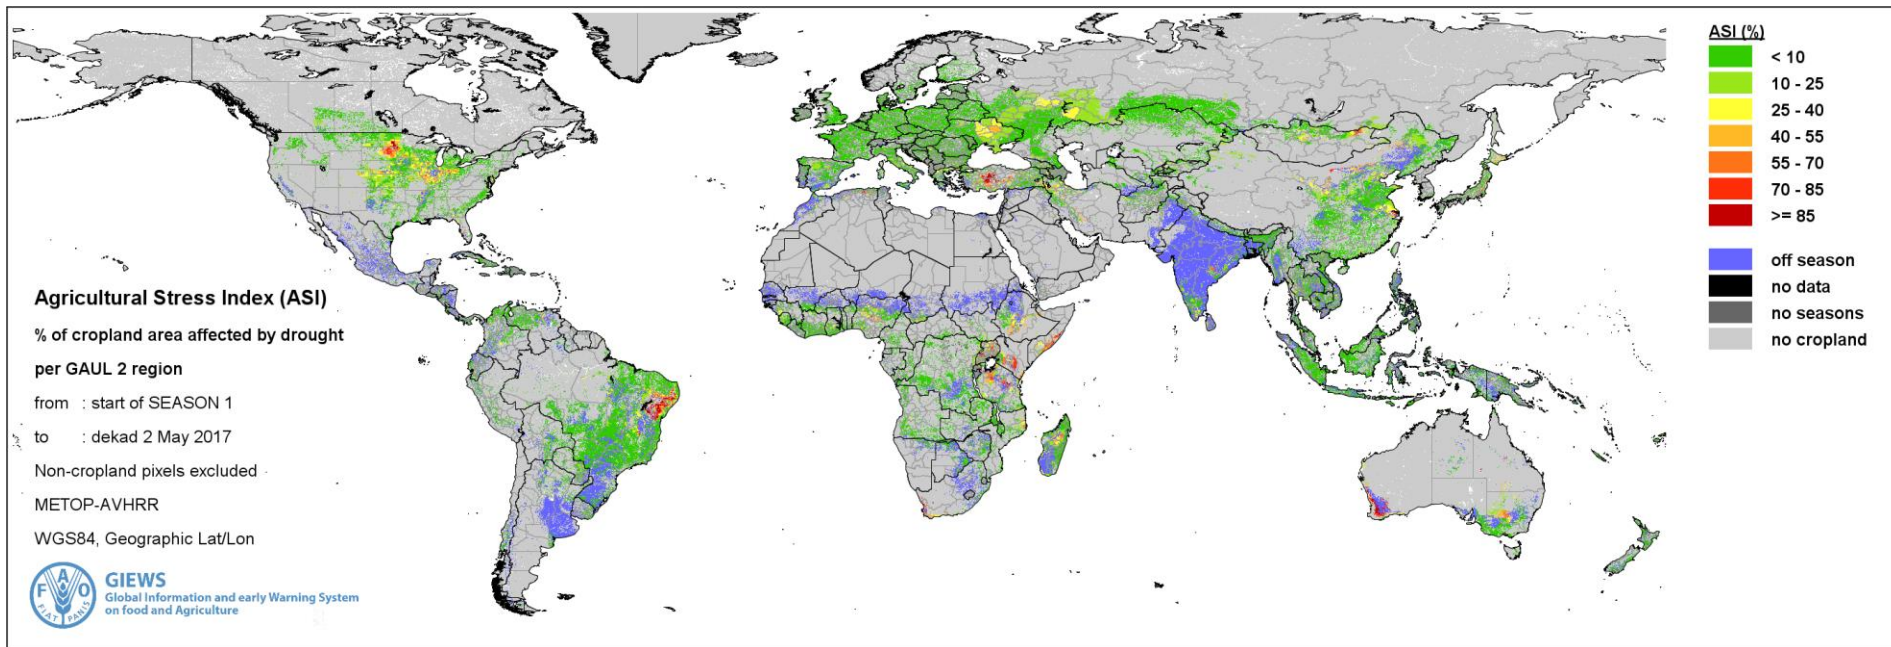 Agricultural Stress Index (ASI)
% of cropland area affected by drought
per GAUL 2 region
from : start of SEASON 1
to : dekad 2 May 2017
Non-cropland pixels excluded
METOP-AVHRR
WGS84, Geographic Lat/Lon
F A O
FIAT PANIS
GIEWS
Global Information and early Warning System
on food and Agriculture
ASI (%)
< 10
10 - 25
25 - 40
40 - 55
55 - 70
70 - 85
>= 85
off season
no data
no seasons
no cropland